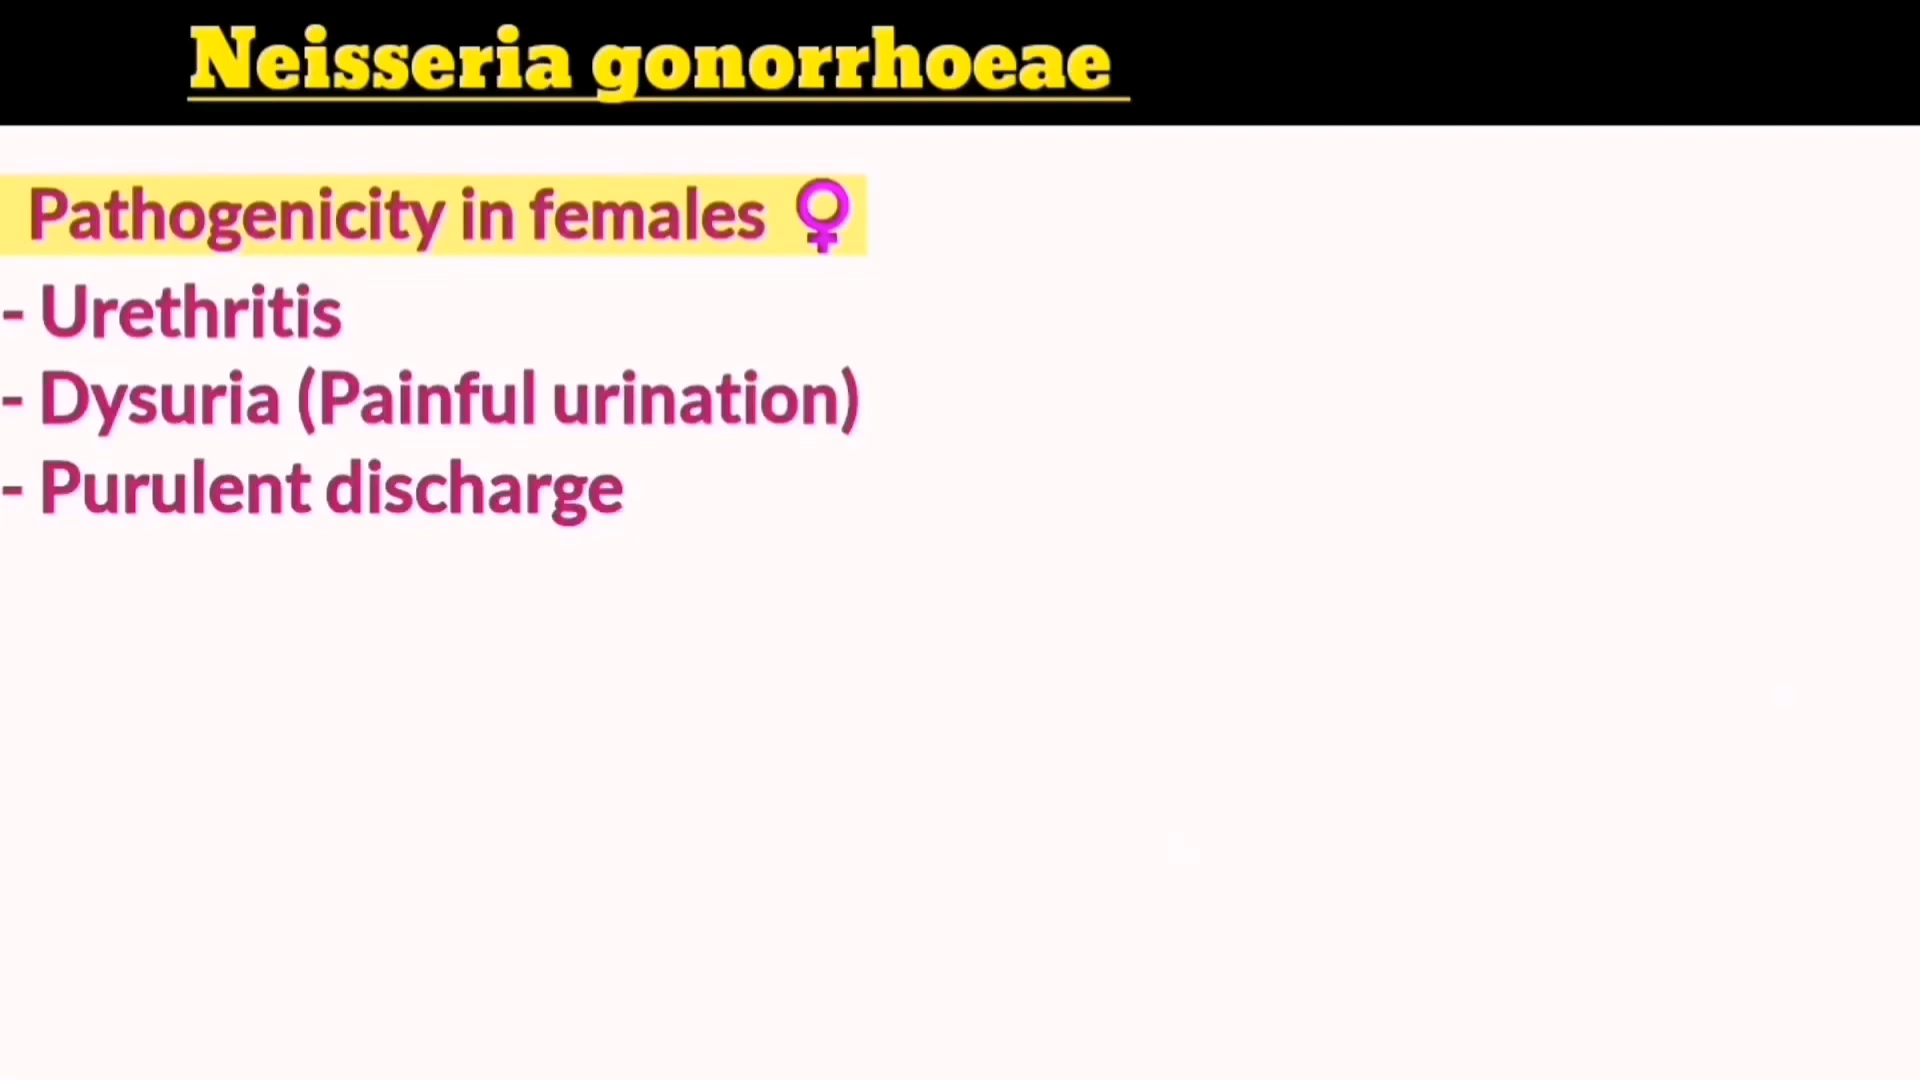 Neisseria gonorrhoeae
Pathogenicity in females ♀
- Urethritis
- Dysuria (Painful urination)
- Purulent discharge